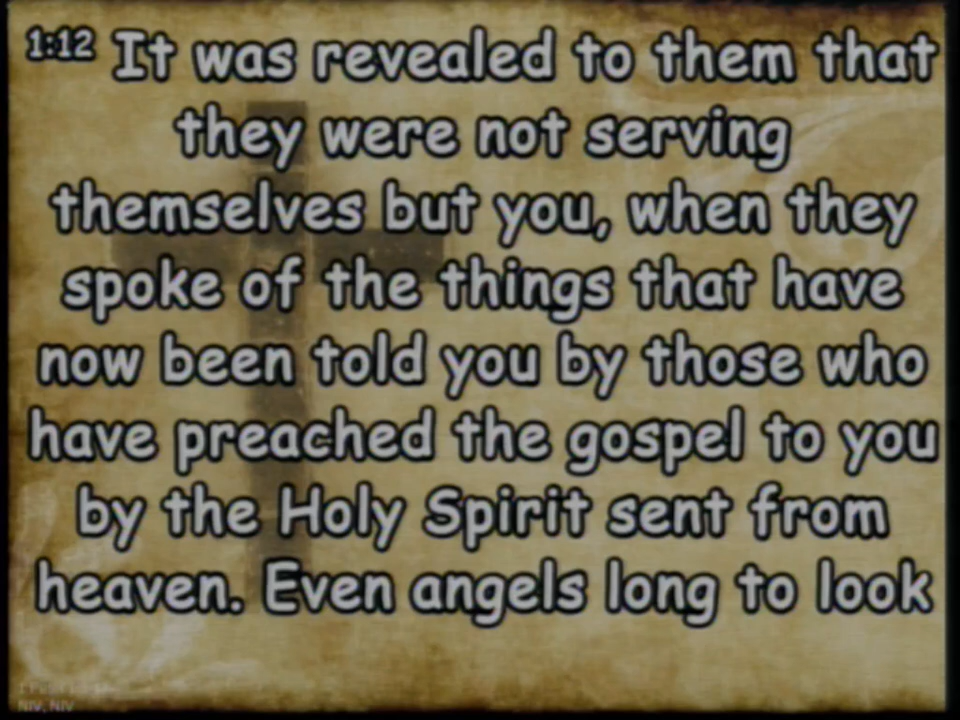 1:12 It was revealed to them that
they were not serving
themselves but you, when they
spoke of the things that have
now been told you by those who
have preached the gospel to you
by the Holy Spirit sent from
heaven. Even angels long to look
NIV, NIV